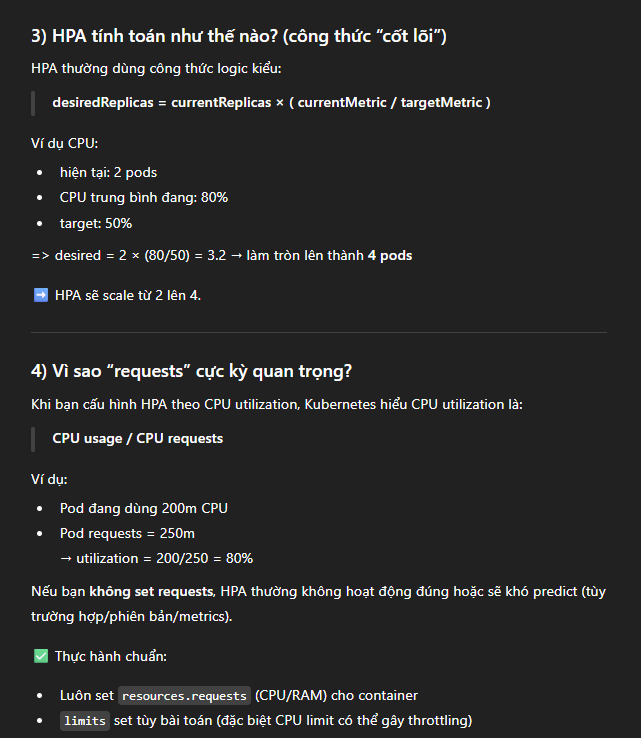 3) HPA tính toán như thế nào? (công thức “cốt lõi”)
HPA thường dùng công thức logic kiểu:
desiredReplicas = currentReplicas × ( currentMetric / targetMetric )
Ví dụ CPU:
• hiện tại: 2 pods
• CPU trung bình đang: 80%
• target: 50%
=> desired = 2 × (80/50) = 3.2 → làm tròn lên thành 4 pods
➡️ HPA sẽ scale từ 2 lên 4.
4) Vì sao “requests” cực kỳ quan trọng?
Khi bạn cấu hình HPA theo CPU utilization, Kubernetes hiểu CPU utilization là:
CPU usage / CPU requests
Ví dụ:
• Pod đang dùng 200m CPU
• Pod requests = 250m
→ utilization = 200/250 = 80%
Nếu bạn không set requests, HPA thường không hoạt động đúng hoặc sẽ khó predict (tùy
trường hợp/phiên bản/metrics).
✅ Thực hành chuẩn:
• Luôn set resources.requests (CPU/RAM) cho container
• limits set tùy bài toán (đặc biệt CPU limit có thể gây throttling)